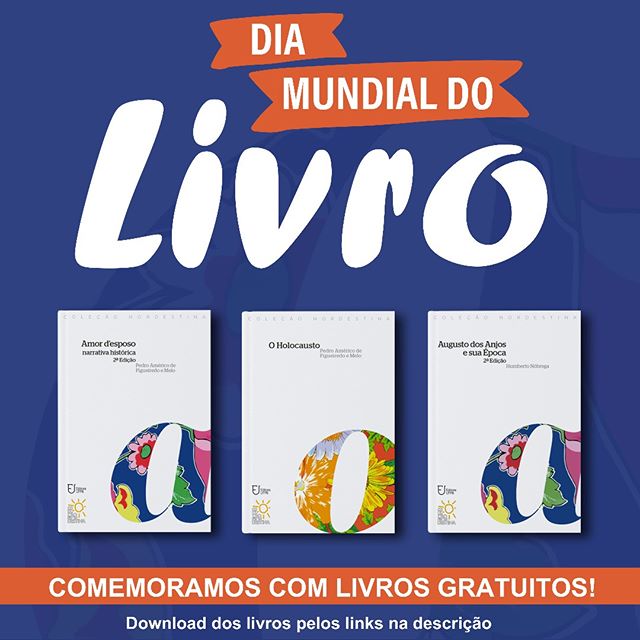 DIA
MUNDIAL DO
Livro
COLEÇÃO NORDESTINA
Amor d'esposo
narrativa histórica
2ª Edição
Pedro Américo de
Figueiredo e Melo
COLEÇÃO NORDESTINA
O Holocausto
Pedro Américo de
Figueiredo e Melo
COLEÇÃO NORDESTINA
Augusto dos Anjos
e sua Época
2ª Edição
Humberto Nóbrega
COMEMORAMOS COM LIVROS GRATUITOS!
Download dos livros pelos links na descrição